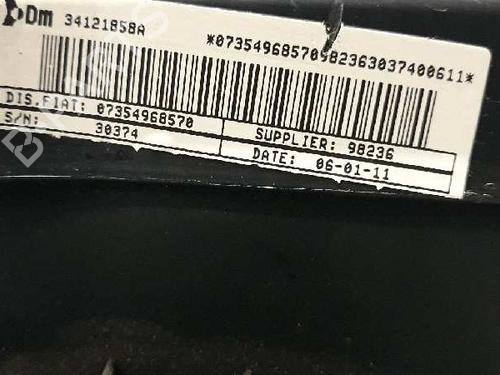 Dm 34121858A
*07354968570982363037400611*
DIS.FIAT: 07354968570
SUPPLIER: 98236
S/N: 30374
DATE: 06-01-11